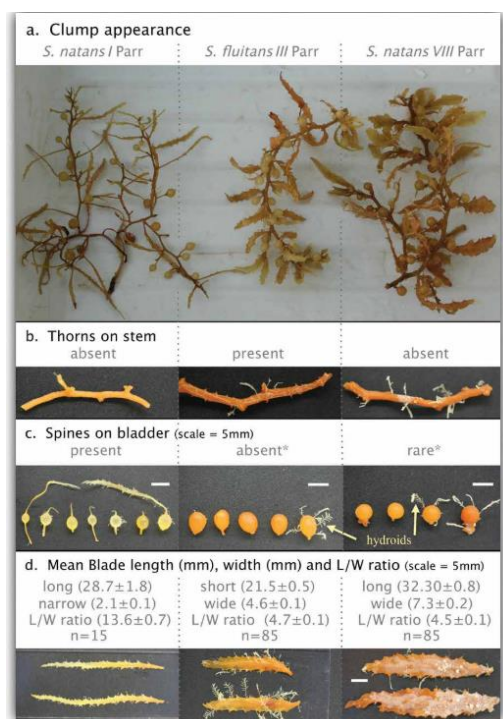 a. Clump appearance
S. natans I Parr
S. fluitans III Parr
S. natans VIII Parr
b. Thorns on stem
absent
present
absent
c. Spines on bladder (scale = 5mm)
present
absent*
rare*
hydroids
d. Mean Blade length (mm), width (mm) and L/W ratio (scale = 5mm)
long (28.7±1.8)
narrow (2.1±0.1)
L/W ratio (13.6±0.7)
n=15
short (21.5±0.5)
wide (4.6±0.1)
L/W ratio (4.7±0.1)
n=85
long (32.30±0.8)
wide (7.3±0.2)
L/W ratio (4.5±0.1)
n=85